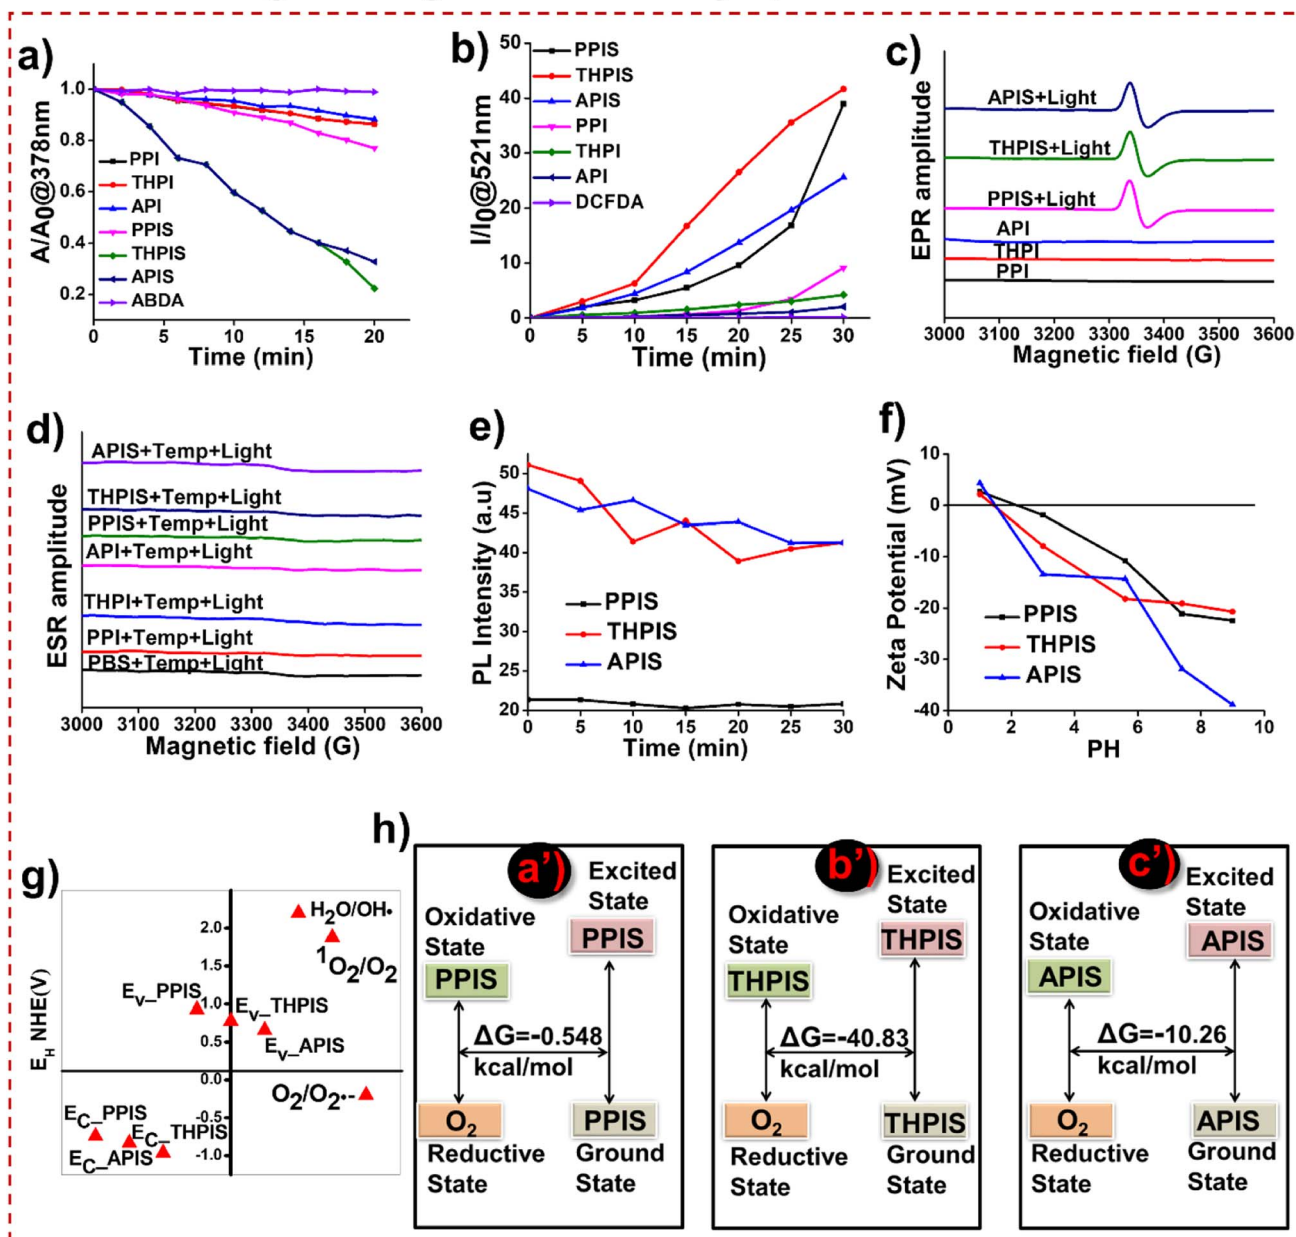 a)
A/A0@378nm
1.0
0.8
0.6
0.4
0.2
PPI
THPI
API
PPIS
THPIS
APIS
ABDA
0 5 10 15 20
Time (min)
b)
I/I0@521nm
50
40
30
20
10
0
PPIS
THPIS
APIS
PPI
THPI
API
DCFDA
0 5 10 15 20 25 30
Time (min)
c)
EPR amplitude
APIS+Light
THPIS+Light
PPIS+Light
API
THPI
PPI
3000 3100 3200 3300 3400 3500 3600
Magnetic field (G)
d)
ESR amplitude
APIS+Temp+Light
THPIS+Temp+Light
PPIS+Temp+Light
API+Temp+Light
THPI+Temp+Light
PPI+Temp+Light
PBS+Temp+Light
3000 3200 3300 3500 3600
Magnetic field (G)
e)
PL Intensity (a.u)
50
45
40
35
30
25
20
PPIS
THPIS
APIS
0 5 10 15 20 25 30
Time (min)
f)
Zeta Potential (mV)
10
0
-10
-20
-30
-40
PPIS
THPIS
APIS
0 2 4 6 8 10
PH
g)
E_H NHE(V)
2.0
1.5
1.0
0.5
0.0
-0.5
-1.0
H₂O/OH•
¹O₂/O₂
E_V_PPIS
E_V_THPIS
E_V_APIS
O₂/O₂•-
E_C_PPIS
E_C_THPIS
E_C_APIS
h)
a')
Excited
State
Oxidative
State
PPIS
PPIS
ΔG=-0.548
kcal/mol
O₂
PPIS
Reductive
State
Ground
State
b')
Excited
State
Oxidative
State
THPIS
THPIS
ΔG=-40.83
kcal/mol
O₂
THPIS
Reductive
State
Ground
State
c')
Excited
State
Oxidative
State
APIS
APIS
ΔG=-10.26
kcal/mol
O₂
APIS
Reductive
State
Ground
State